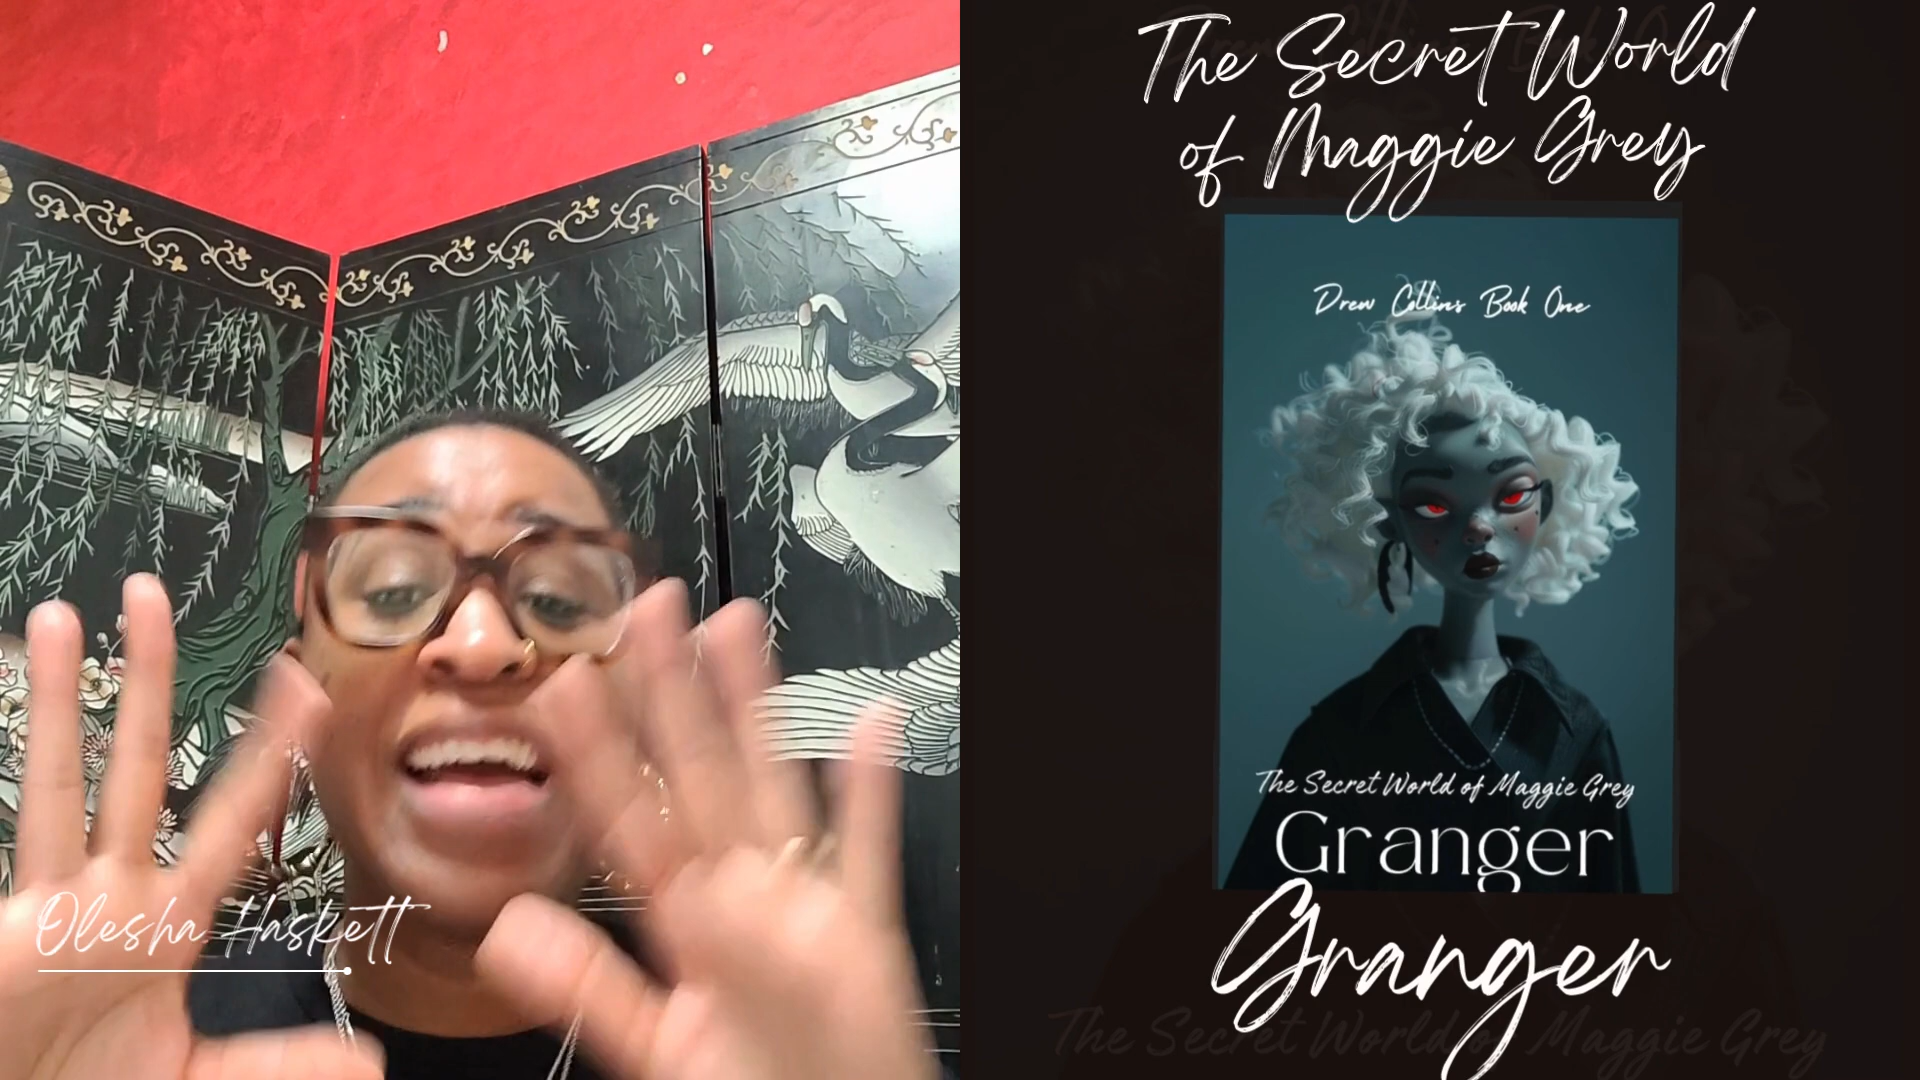 Olesha Haskett
The Secret World
of Maggie Grey
Drew Collins Book One
The Secret World of Maggie Grey
Granger
Granger
The Secret World of Maggie Grey